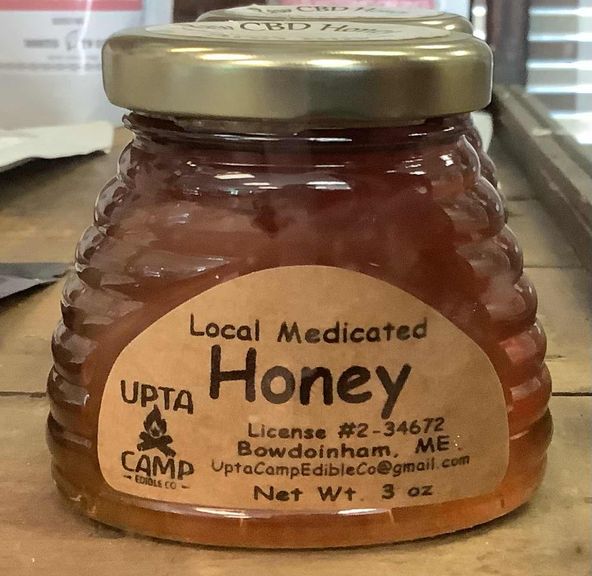 CBD Honey
Local Medicated
Honey
UPTA
CAMP
EDIBLE CO
License #2-34672
Bowdoinham, ME.
UptaCampEdibleCo@gmail.com
Net Wt. 3 oz